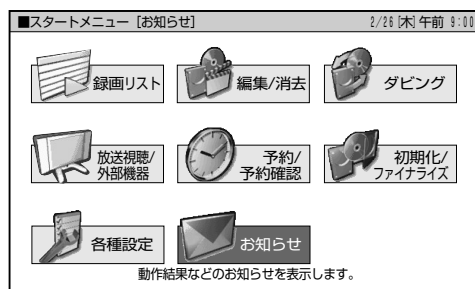 ■スタートメニュー [お知らせ] 2/26[木]午前 9:00
録画リスト
編集/消去
ダビング
放送視聴/
外部機器
予約/
予約確認
初期化/
ファイナライズ
各種設定
お知らせ
動作結果などのお知らせを表示します。